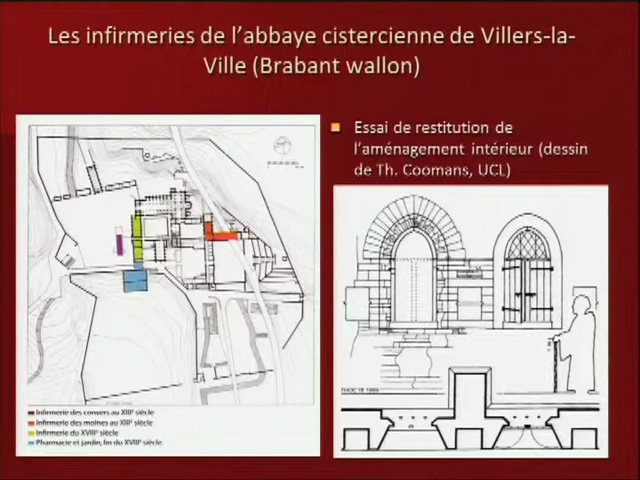 Les infirmeries de l'abbaye cistercienne de Villers-la-
Ville (Brabant wallon)
Essai de restitution de
l'aménagement intérieur (dessin
de Th. Coomans, UCL)
Infirmerie des convers au XIIIᵉ siècle
Infirmerie des moines au XIIIᵉ siècle
Infirmerie du XVIIIᵉ siècle
Pharmacie et jardin, fin du XVIIIᵉ siècle